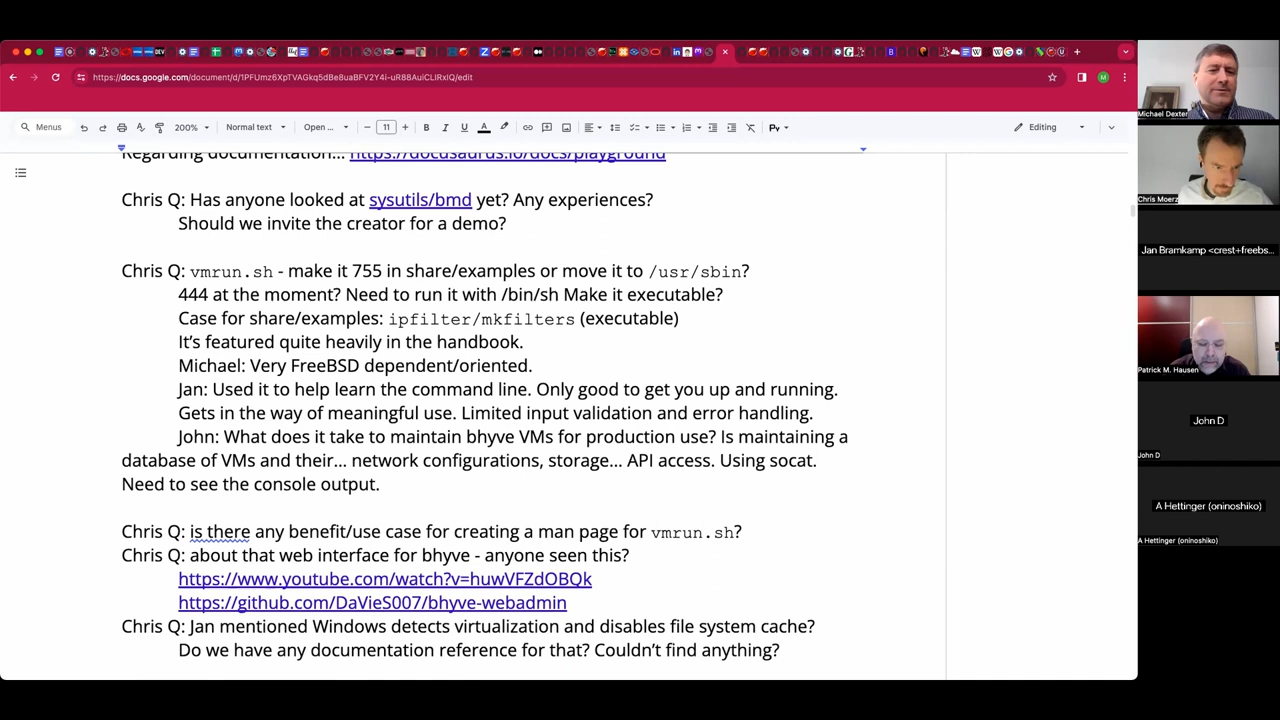 https://docs.google.com/document/d/1PFUmz6XpTVAGkq5dBe8uaBFV2Y4i-uR88AuiCLIRxIQ/edit
Menus
200%
Normal text
Open ...
11
Editing
Regarding documentation... https://docusaurus.io/docs/playground
Chris Q: Has anyone looked at sysutils/bmd yet? Any experiences?
Should we invite the creator for a demo?
Chris Q: vmrun.sh - make it 755 in share/examples or move it to /usr/sbin?
444 at the moment? Need to run it with /bin/sh Make it executable?
Case for share/examples: ipfilter/mkfilters (executable)
It's featured quite heavily in the handbook.
Michael: Very FreeBSD dependent/oriented.
Jan: Used it to help learn the command line. Only good to get you up and running.
Gets in the way of meaningful use. Limited input validation and error handling.
John: What does it take to maintain bhyve VMs for production use? Is maintaining a
database of VMs and their... network configurations, storage... API access. Using socat.
Need to see the console output.
Chris Q: is there any benefit/use case for creating a man page for vmrun.sh?
Chris Q: about that web interface for bhyve - anyone seen this?
https://www.youtube.com/watch?v=huwVFZdOBQk
https://github.com/DaVieS007/bhyve-webadmin
Chris Q: Jan mentioned Windows detects virtualization and disables file system cache?
Do we have any documentation reference for that? Couldn't find anything?
Michael Dexter
Chris Moerz
Jan Bramkamp <crest+freebs...
Patrick M. Hausen
John D
John D
A Hettinger (oninoshiko)
A Hettinger (oninoshiko)